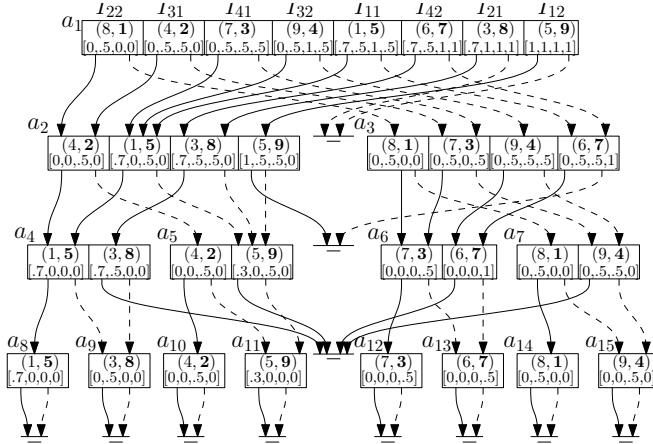 I₂₂ I₃₁ I₄₁ I₃₂ I₁₁ I₄₂ I₂₁ I₁₂
a₁ (8, 1) (4, 2) (7, 3) (9, 4) (1, 5) (6, 7) (3, 8) (5, 9)
[0,.5,0,0] [0,.5,.5,0] [0,.5,.5,.5] [0,.5,1,.5] [.7,.5,1,.5] [.7,.5,1,1] [.7,1,1,1] [1,1,1,1]
a₂ a₃
(4, 2) (1, 5) (3, 8) (5, 9) (8, 1) (7, 3) (9, 4) (6, 7)
[0,0,.5,0] [.7,0,.5,0] [.7,.5,.5,0] [1,.5,.5,0] [0,.5,0,0] [0,.5,0,.5] [0,.5,.5,.5] [0,.5,.5,1]
a₄ a₅ a₆ a₇
(1, 5) (3, 8) (4, 2) (5, 9) (7, 3) (6, 7) (8, 1) (9, 4)
[.7,0,0,0] [.7,.5,0,0] [0,0,.5,0] [.3,0,.5,0] [0,0,0,.5] [0,0,0,1] [0,.5,0,0] [0,.5,.5,0]
a₈ a₉ a₁₀ a₁₁ a₁₂ a₁₃ a₁₄ a₁₅
(1, 5) (3, 8) (4, 2) (5, 9) (7, 3) (6, 7) (8, 1) (9, 4)
[.7,0,0,0] [0,.5,0,0] [0,0,.5,0] [.3,0,0,0] [0,0,0,.5] [0,0,0,.5] [0,.5,0,0] [0,0,.5,0]